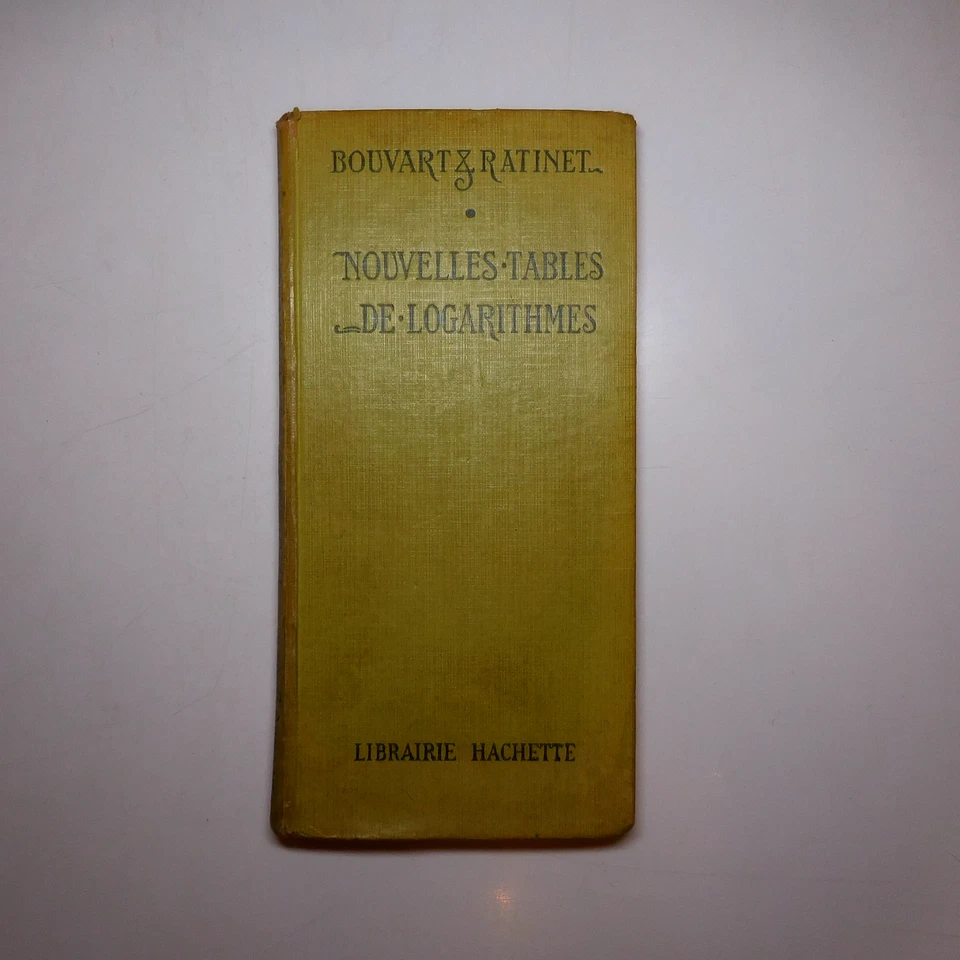 BOUVART & RATINET
•
NOUVELLES·TABLES
DE·LOGARITHMES
LIBRAIRIE HACHETTE